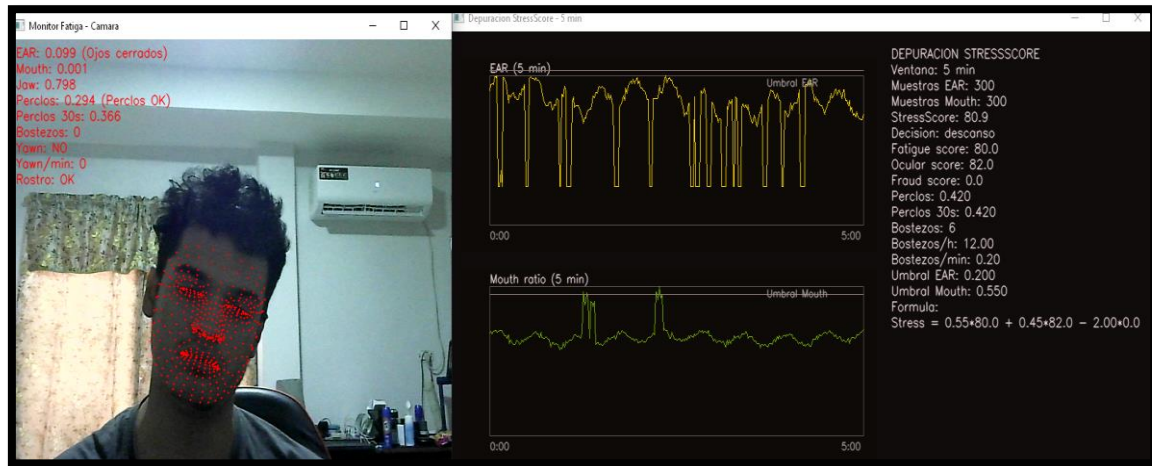 Monitor Fatiga - Camara
EAR: 0.099 (Ojos cerrados)
Mouth: 0.001
Jaw: 0.798
Perclos: 0.294 (Perclos OK)
Perclos 30s: 0.366
Bostezos: 0
Yawn: NO
Yawn/min: 0
Rostro: OK
Depuracion StressScore - 5 min
EAR (5 min)
Umbral EAR
0:00
5:00
Mouth ratio (5 min)
Umbral Mouth
0:00
5:00
DEPURACION STRESSSCORE
Ventana: 5 min
Muestras EAR: 300
Muestras Mouth: 300
StressScore: 80.9
Decision: descanso
Fatigue score: 80.0
Ocular score: 82.0
Fraud score: 0.0
Perclos: 0.420
Perclos 30s: 0.420
Bostezos: 6
Bostezos/h: 12.00
Bostezos/min: 0.20
Umbral EAR: 0.200
Umbral Mouth: 0.550
Formula:
Stress = 0.55*80.0 + 0.45*82.0 - 2.00*0.0